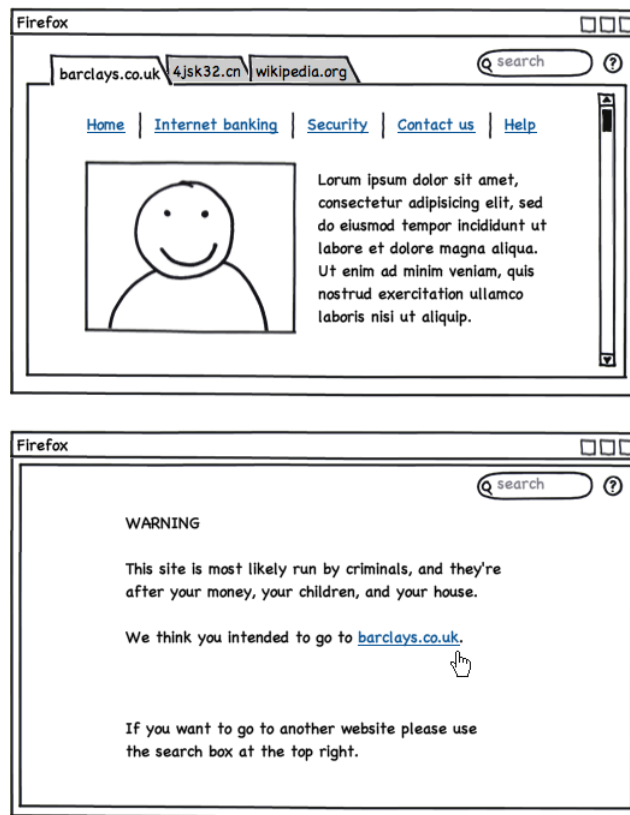 Firefox
barclays.co.uk 4jsk32.cn wikipedia.org search ?
Home | Internet banking | Security | Contact us | Help
Lorum ipsum dolor sit amet,
consectetur adipisicing elit, sed
do eiusmod tempor incididunt ut
labore et dolore magna aliqua.
Ut enim ad minim veniam, quis
nostrud exercitation ullamco
laboris nisi ut aliquip.
Firefox
search ?
WARNING
This site is most likely run by criminals, and they're
after your money, your children, and your house.
We think you intended to go to barclays.co.uk.
If you want to go to another website please use
the search box at the top right.